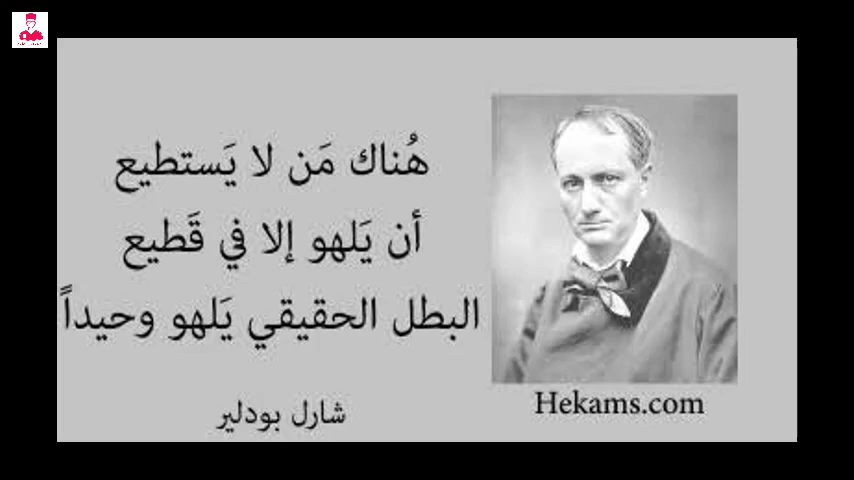 هُناك مَن لا يَستطيع
أن يَلهو إلا في قَطيع
البطل الحقيقي يَلهو وحيداً
شارل بودلير
Hekams.com